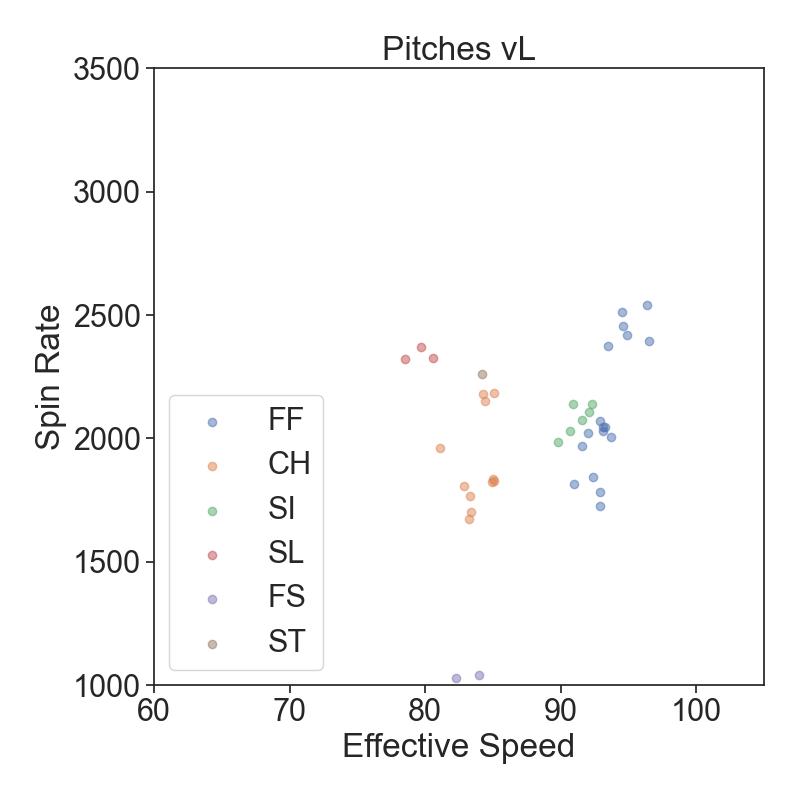 Pitches vL
3500
3000
2500
2000
1500
1000
Spin Rate
FF
CH
SI
SL
FS
ST
60 70 80 90 100
Effective Speed